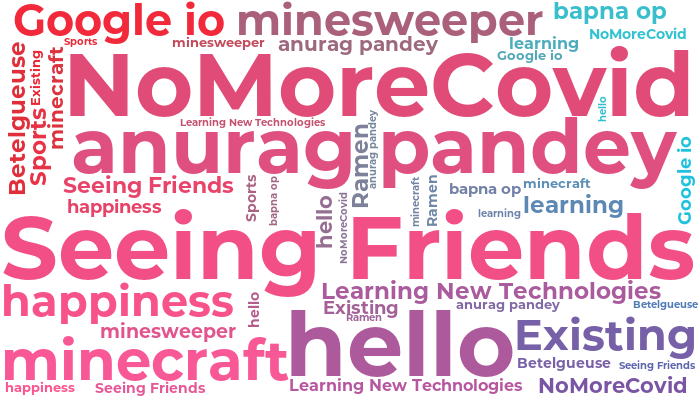 Google io
minesweeper
bapna op
NoMoreCovid
Sports
minesweeper
anurag pandey
learning
Google io
Betelgueuse
Sports
Existing
minecraft
NoMoreCovid
hello
Learning New Technologies
anurag pandey
Ramen
anurag pandey
Google io
Seeing Friends
happiness
Sports
bapna op
hello
NoMoreCovid
minecraft
Ramen
bapna op
minecraft
learning
learning
Seeing Friends
happiness
hello
Learning New Technologies
Existing
Ramen
anurag pandey
Betelgueuse
minesweeper
hello
Existing
minecraft
Betelgueuse
Seeing Friends
happiness
Seeing Friends
Learning New Technologies
NoMoreCovid